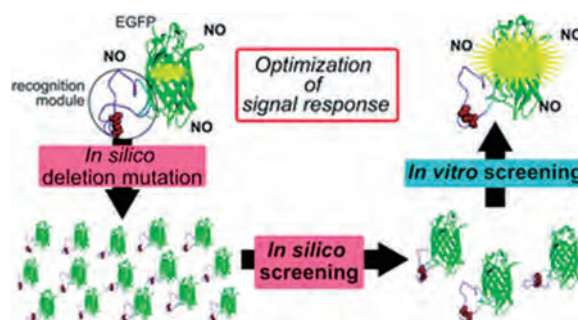 EGFP
NO
NO
recognition
module
NO
Optimization
of
signal response
NO
NO
NO
In silico
deletion mutation
In silico
screening
In vitro screening